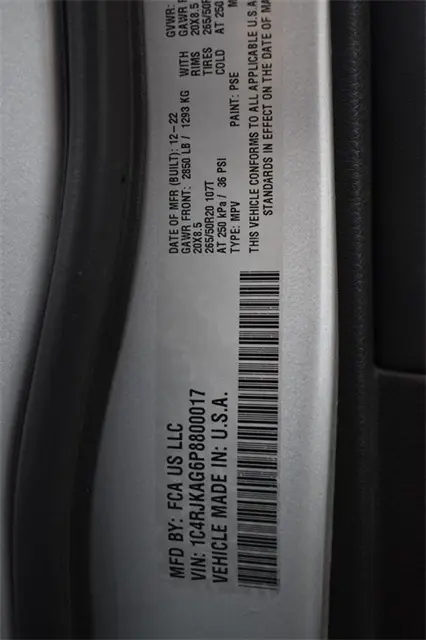 MFD BY: FCA US LLC
VIN: 1C4RJKAG6P8800017
VEHICLE MADE IN: U.S.A.
DATE OF MFR (BUILT): 12-22
GVWR:
GAWR FRONT: 2850 LB / 1293 KG WITH
GAWR
20X8.5 RIMS 20X8.5
265/50R20 107T TIRES
AT 250 kPa / 36 PSI COLD AT 250
TYPE: MPV PAINT: PSE
THIS VEHICLE CONFORMS TO ALL APPLICABLE U.S.A.
STANDARDS IN EFFECT ON THE DATE OF